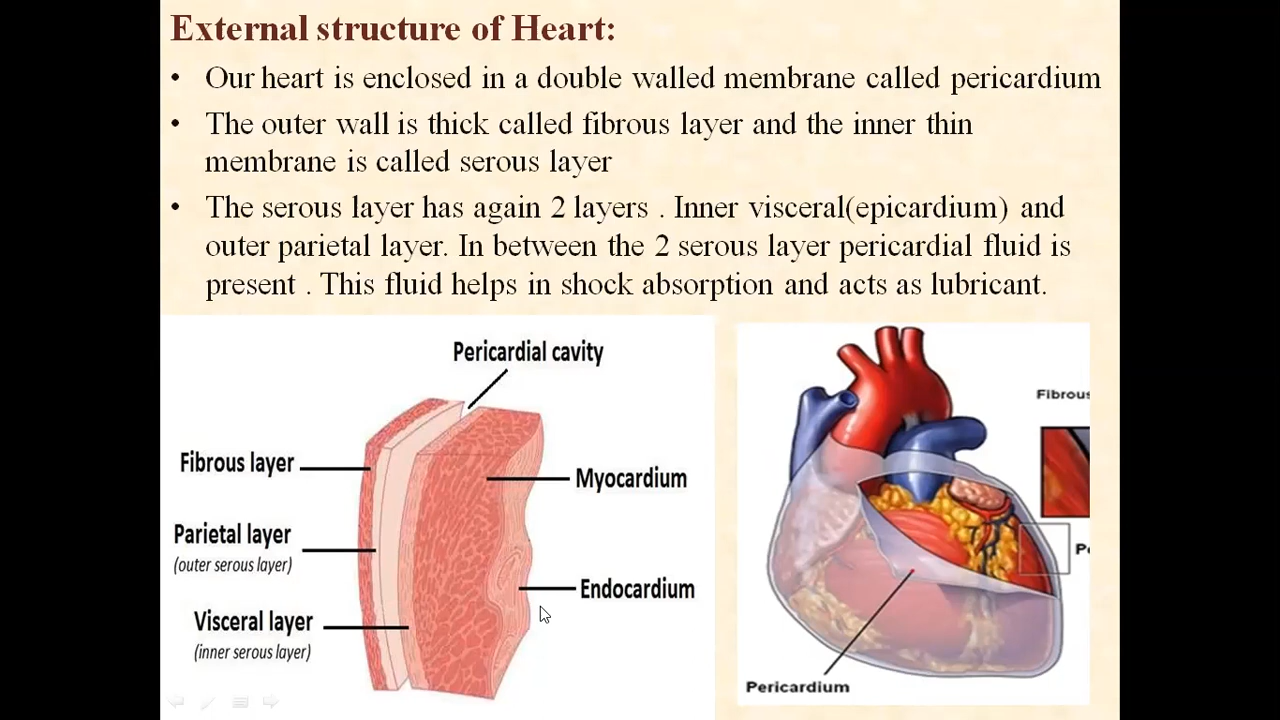 External structure of Heart:
• Our heart is enclosed in a double walled membrane called pericardium
• The outer wall is thick called fibrous layer and the inner thin
membrane is called serous layer
• The serous layer has again 2 layers . Inner visceral(epicardium) and
outer parietal layer. In between the 2 serous layer pericardial fluid is
present . This fluid helps in shock absorption and acts as lubricant.
Pericardial cavity
Fibrous layer
Myocardium
Parietal layer
(outer serous layer)
Endocardium
Visceral layer
(inner serous layer)
Fibrous
Pe
Pericardium